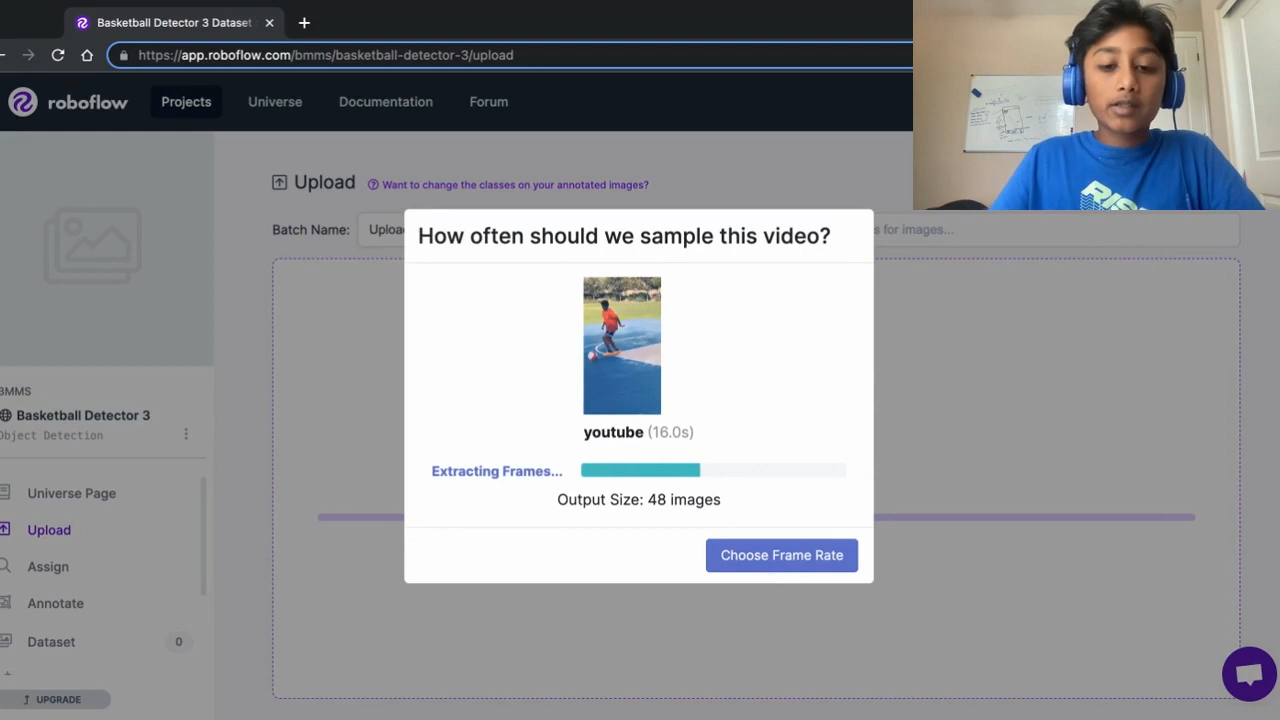 Basketball Detector 3 Dataset
https://app.roboflow.com/bmms/basketball-detector-3/upload
roboflow Projects Universe Documentation Forum
Upload Want to change the classes on your annotated images?
Batch Name: s for images...
How often should we sample this video?
youtube (16.0s)
Extracting Frames...
Output Size: 48 images
Choose Frame Rate
BMMS
Basketball Detector 3
Object Detection
Universe Page
Upload
Assign
Annotate
Dataset 0
UPGRADE